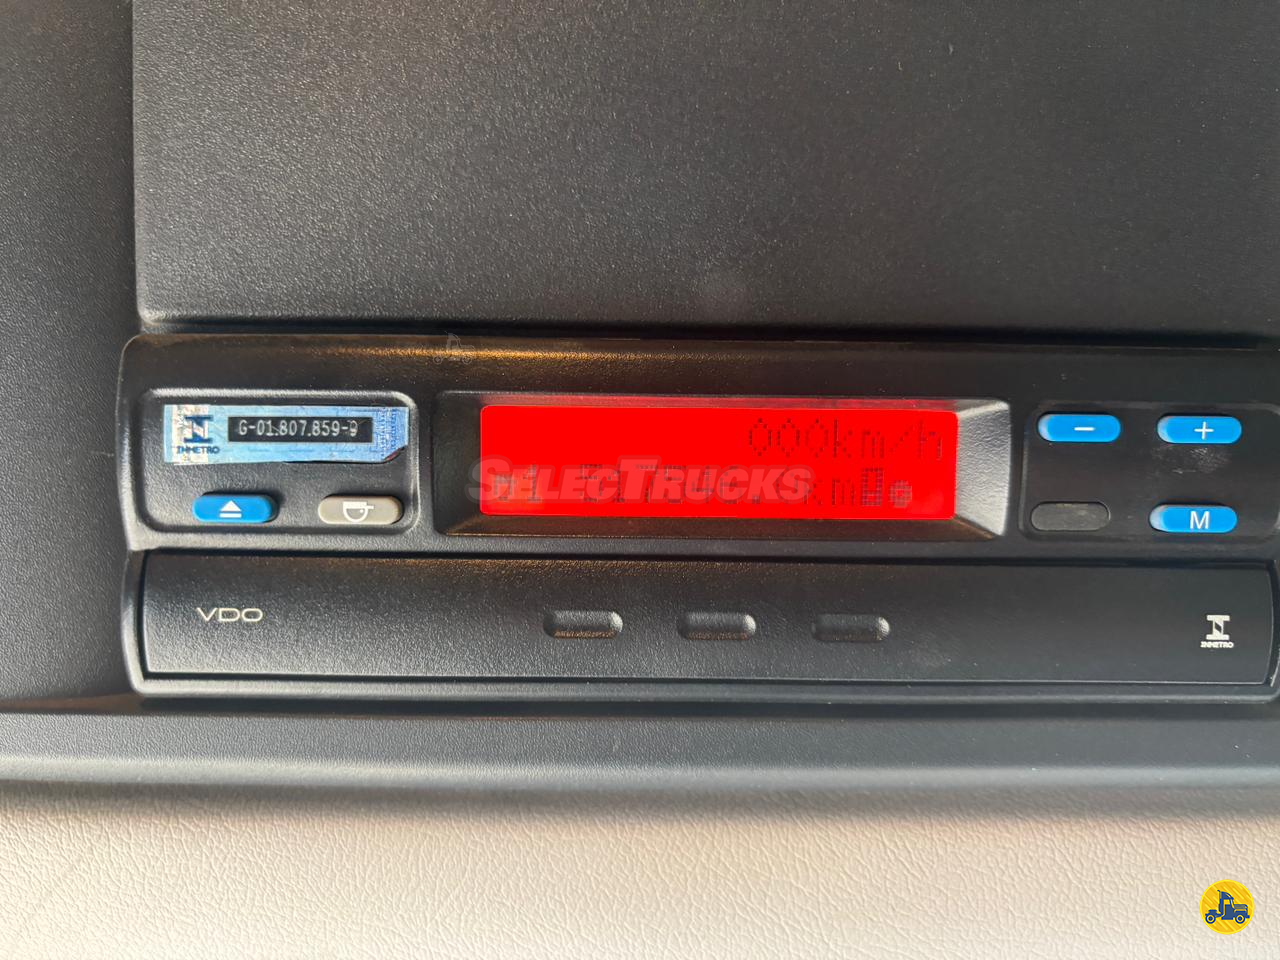 INMETRO
G-01.807.859-9
000km/h
SELECTRUCKS
VDO
M
INMETRO